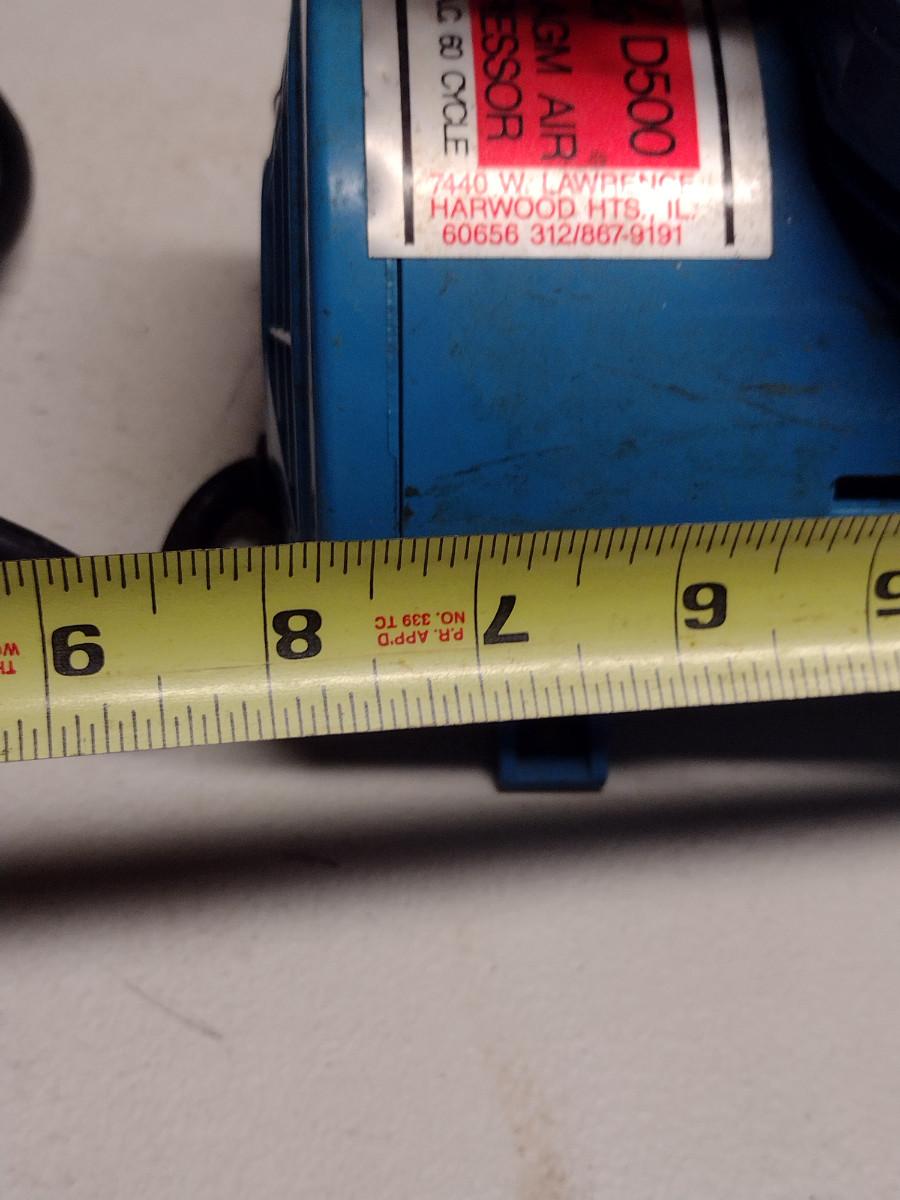 D500
AGM AIR
ESSOR
60 CYCLE
7440 W. LAWRENCE
HARWOOD HTS., IL.
60656 312/867-9191
9
8
P.R. APP'D
NO. 339 TC
7
6
5